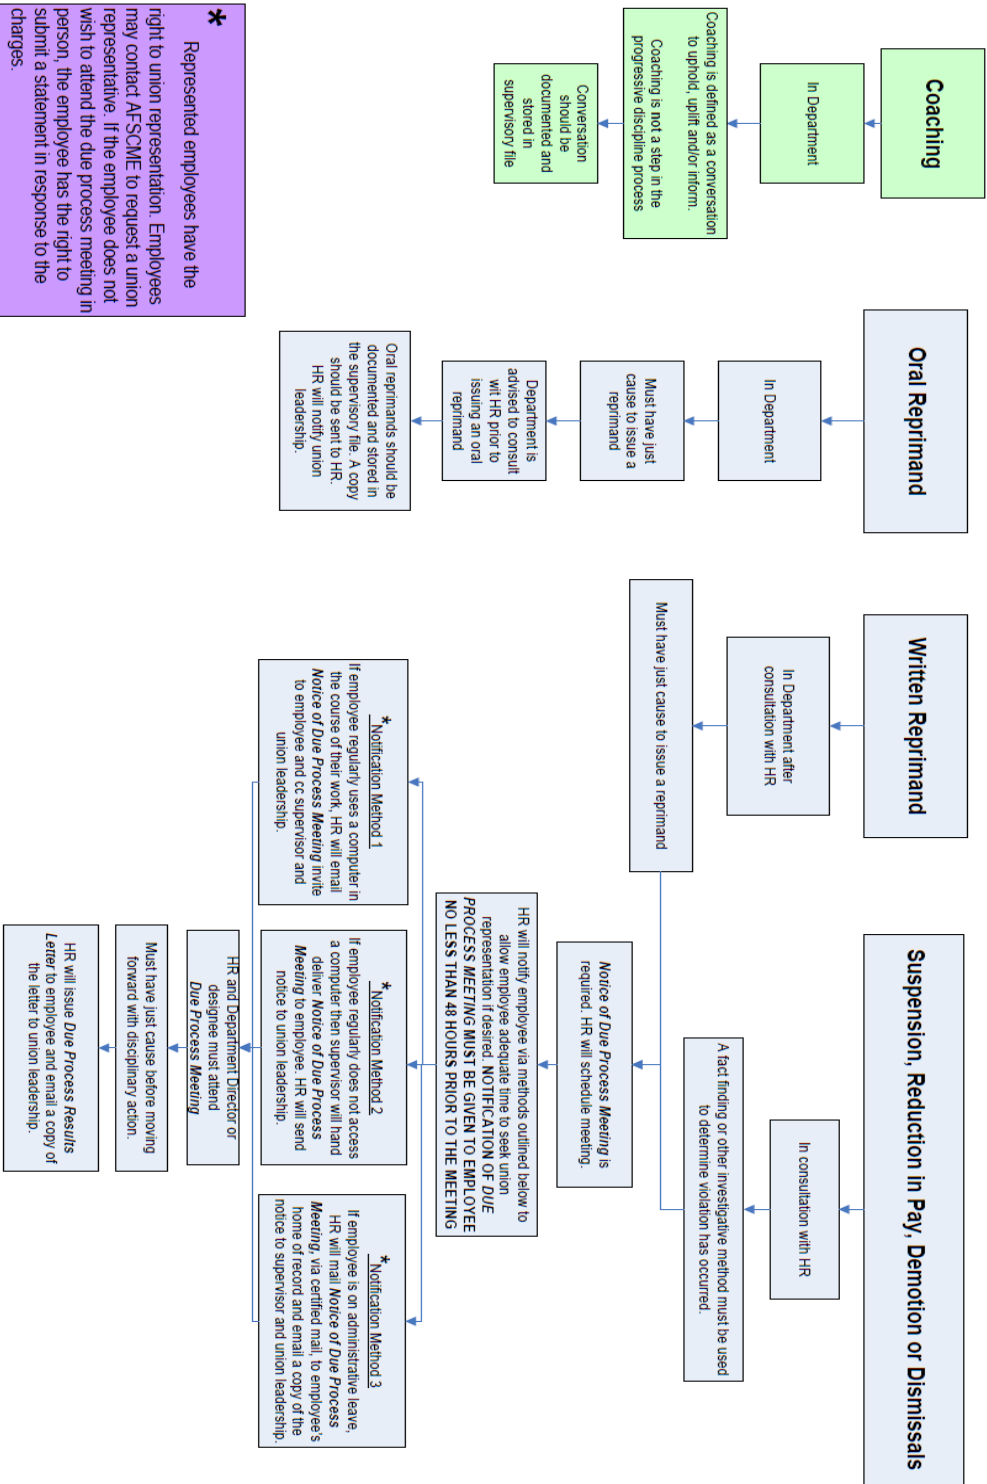 Coaching
In Department
Coaching is defined as a conversation
to uphold, uplift and/or inform.
Coaching is not a step in the
progressive discipline process
Conversation
should be
documented and
stored in
supervisory file
Oral Reprimand
In Department
Must have just
cause to issue a
reprimand
Department is
advised to consult
wit HR prior to
issuing an oral
reprimand
Oral reprimands should be
documented and stored in
the supervisory file. A copy
should be sent to HR.
HR will notify union
leadership.
Written Reprimand
In Department after
consultation with HR
Must have just cause to issue a reprimand
Suspension, Reduction in Pay, Demotion or Dismissals
In consultation with HR
A fact finding or other investigative method must be used
to determine violation has occurred.
Notice of Due Process Meeting is
required. HR will schedule meeting.
HR will notify employee via methods outlined below to
allow employee adequate time to seek union
representation if desired. NOTIFICATION OF DUE
PROCESS MEETING MUST BE GIVEN TO EMPLOYEE
NO LESS THAN 48 HOURS PRIOR TO THE MEETING
* Notification Method 1
If employee regularly uses a computer in
the course of their work, HR will email
Notice of Due Process Meeting invite
to employee and cc supervisor and
union leadership.
* Notification Method 2
If employee regularly does not access
a computer then supervisor will hand
deliver Notice of Due Process
Meeting to employee. HR will send
notice to union leadership.
* Notification Method 3
If employee is on administrative leave,
HR will mail Notice of Due Process
Meeting, via certified mail, to employee's
home of record and email a copy of the
notice to supervisor and union leadership.
HR and Department Director or
designee must attend
Due Process Meeting
Must have just cause before moving
forward with disciplinary action.
HR will issue Due Process Results
Letter to employee and email a copy of
the letter to union leadership.
* Represented employees have the
right to union representation. Employees
may contact AFSCME to request a union
representative. If the employee does not
wish to attend the due process meeting in
person, the employee has the right to
submit a statement in response to the
charges.